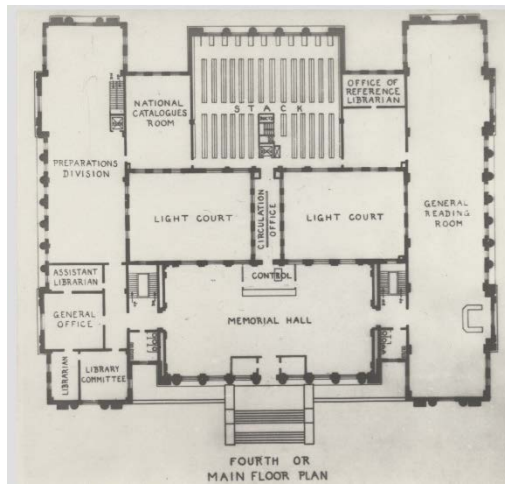 NATIONAL
CATALOGUES
ROOM
STACK
OFFICE OF
REFERENCE
LIBRARIAN
PREPARATIONS
DIVISION
LIGHT COURT
CIRCULATION
OFFICE
LIGHT COURT
GENERAL
READING
ROOM
ASSISTANT
LIBRARIAN
CONTROL
GENERAL
OFFICE
MEMORIAL HALL
LIBRARIAN
LIBRARY
COMMITTEE
FOURTH OR
MAIN FLOOR PLAN